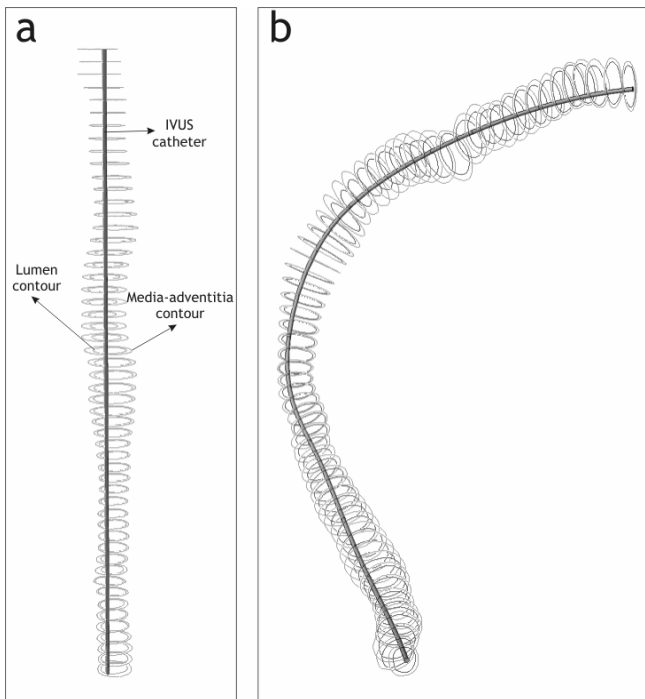 a
b
IVUS
catheter
Lumen
contour
Media-adventitia
contour